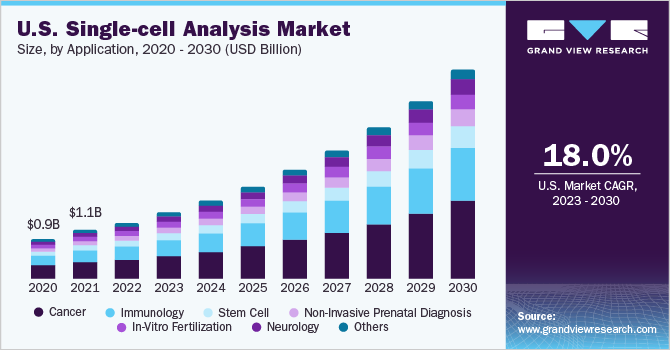 U.S. Single-cell Analysis Market
Size, by Application, 2020 - 2030 (USD Billion)
$0.9B
$1.1B
2020 2021 2022 2023 2024 2025 2026 2027 2028 2029 2030
Cancer Immunology Stem Cell Non-Invasive Prenatal Diagnosis
In-Vitro Fertilization Neurology Others
GRAND VIEW RESEARCH
18.0%
U.S. Market CAGR,
2023 - 2030
Source:
www.grandviewresearch.com